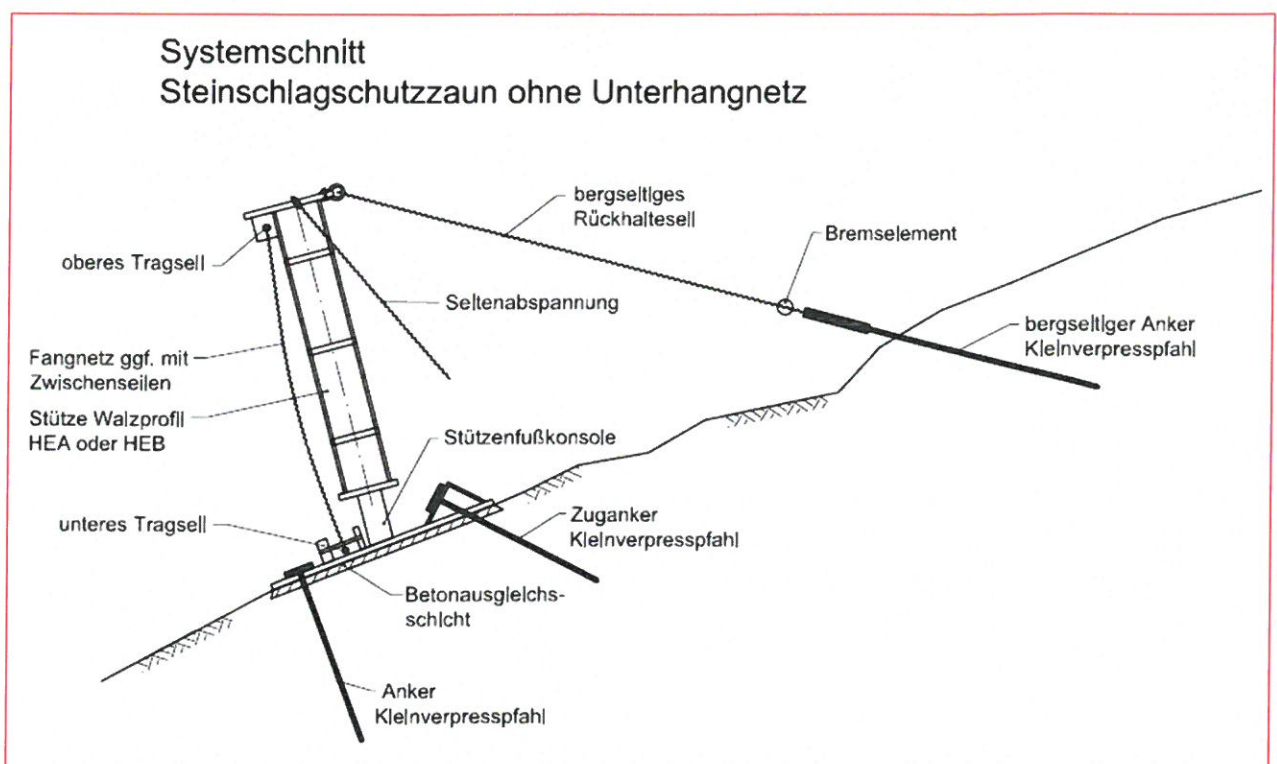 Systemschnitt
Steinschlagschutzzaun ohne Unterhangnetz
bergseitiges
Rückhalteseil
Bremselement
oberes Tragseil
Seitenabspannung
bergseitiger Anker
Kleinverpresspfahl
Fangnetz ggf. mit
Zwischenseilen
Stütze Walzprofil
HEA oder HEB
Stützenfußkonsole
unteres Tragseil
Zuganker
Kleinverpresspfahl
Betonausgleichs-
schicht
Anker
Kleinverpresspfahl